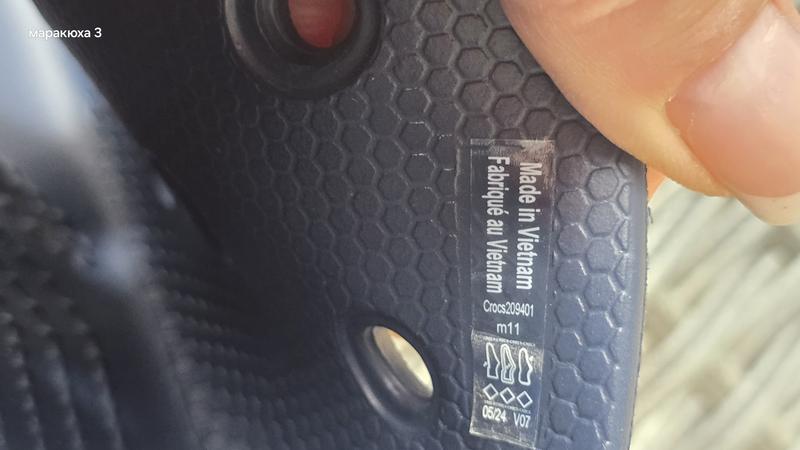 маракюха 3
Made in Vietnam
Fabriqué au Vietnam
Crocs209401
m11
05/24 V07